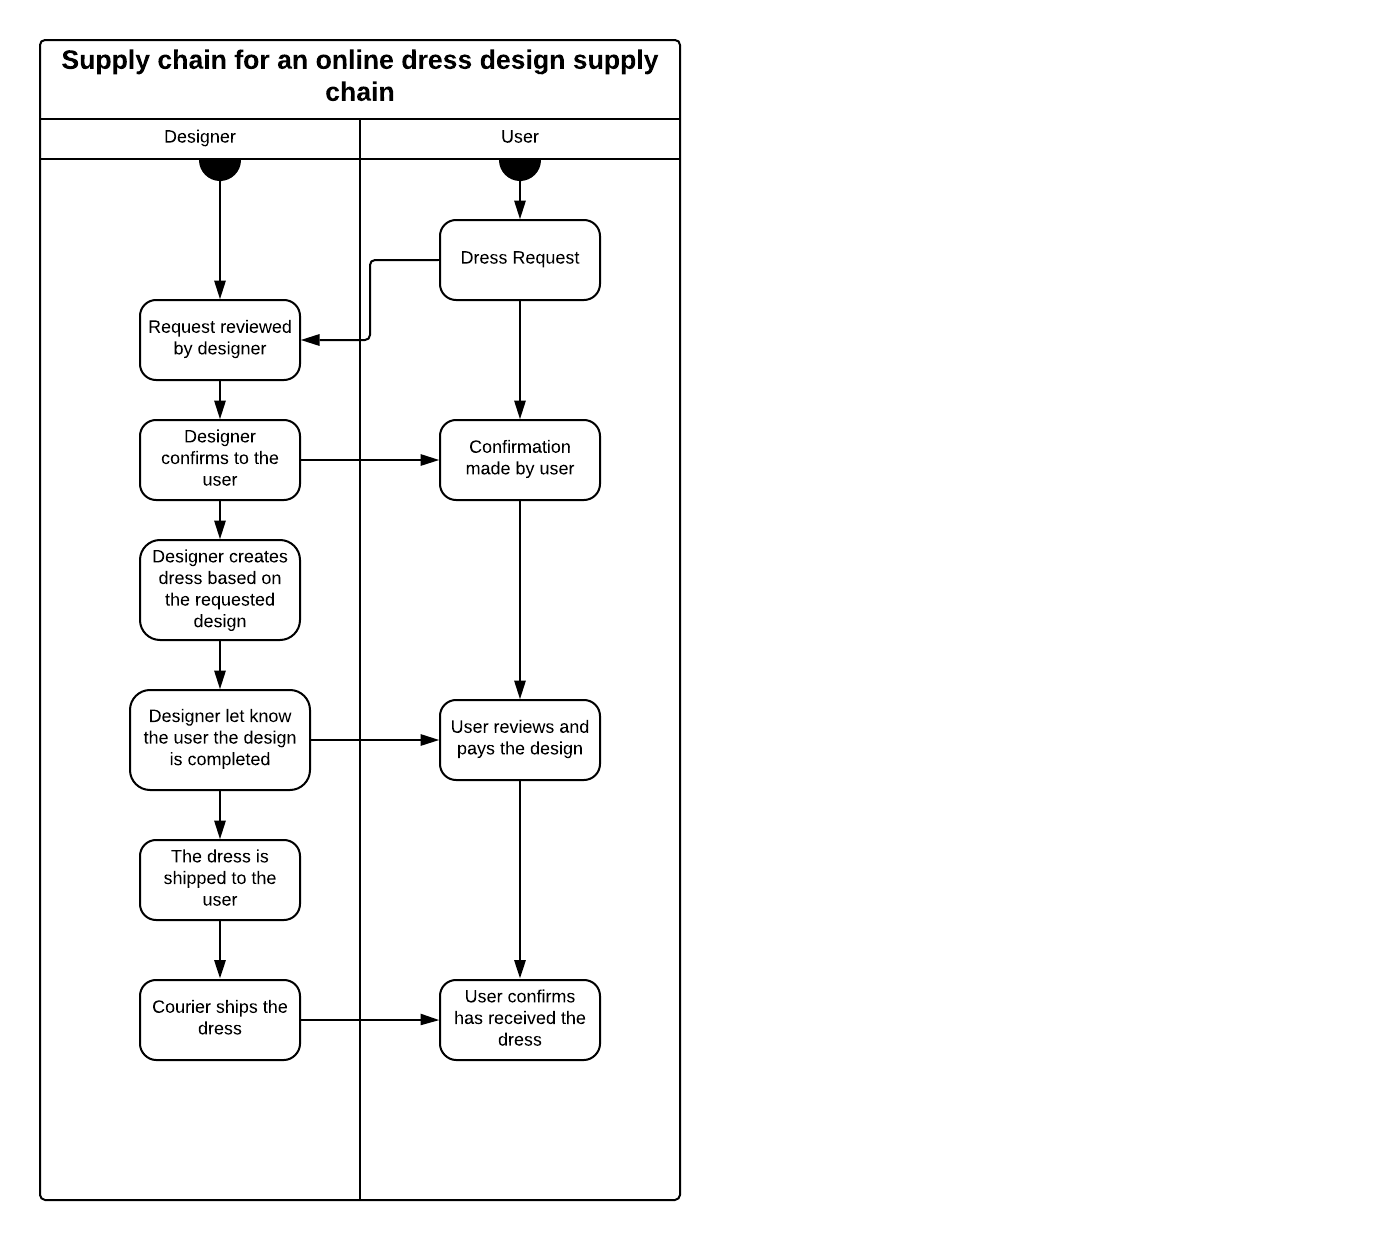 Supply chain for an online dress design supply
chain
Designer
User
Dress Request
Request reviewed
by designer
Designer
confirms to the
user
Confirmation
made by user
Designer creates
dress based on
the requested
design
Designer let know
the user the design
is completed
User reviews and
pays the design
The dress is
shipped to the
user
Courier ships the
dress
User confirms
has received the
dress